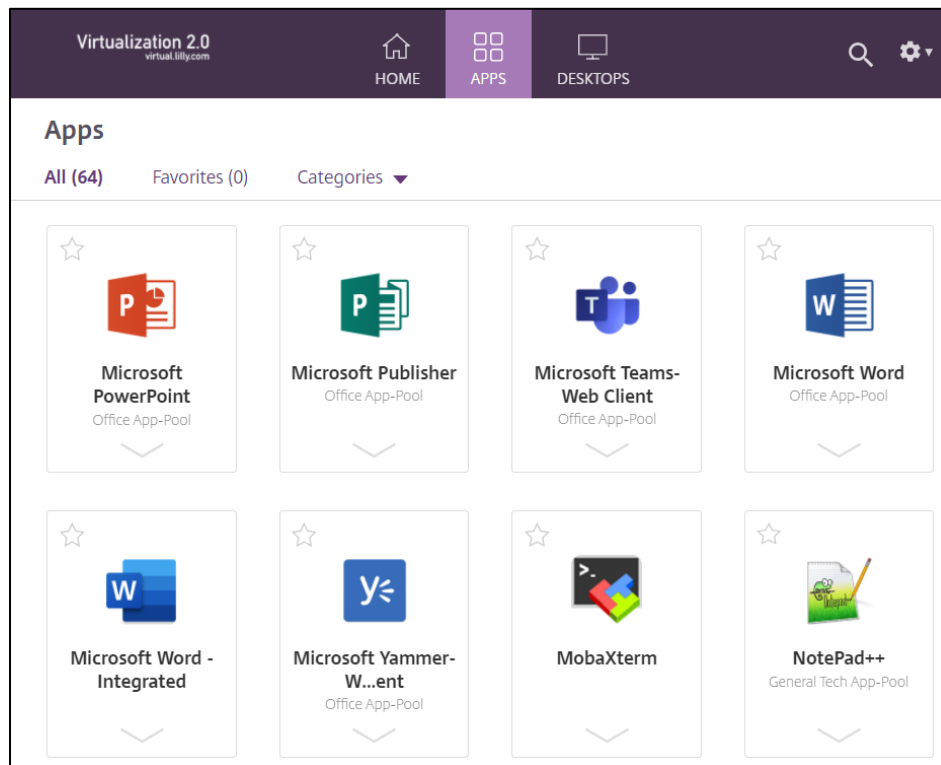 Virtualization 2.0
virtual.lilly.com
HOME
APPS
DESKTOPS
Apps
All (64)
Favorites (0)
Categories
P
P
T
W
Microsoft PowerPoint
Office App-Pool
Microsoft Publisher
Office App-Pool
Microsoft Teams-
Web Client
Office App-Pool
Microsoft Word
Office App-Pool
W
y
>_
Microsoft Word -
Integrated
Microsoft Yammer-
W...ent
Office App-Pool
MobaXterm
NotePad++
General Tech App-Pool